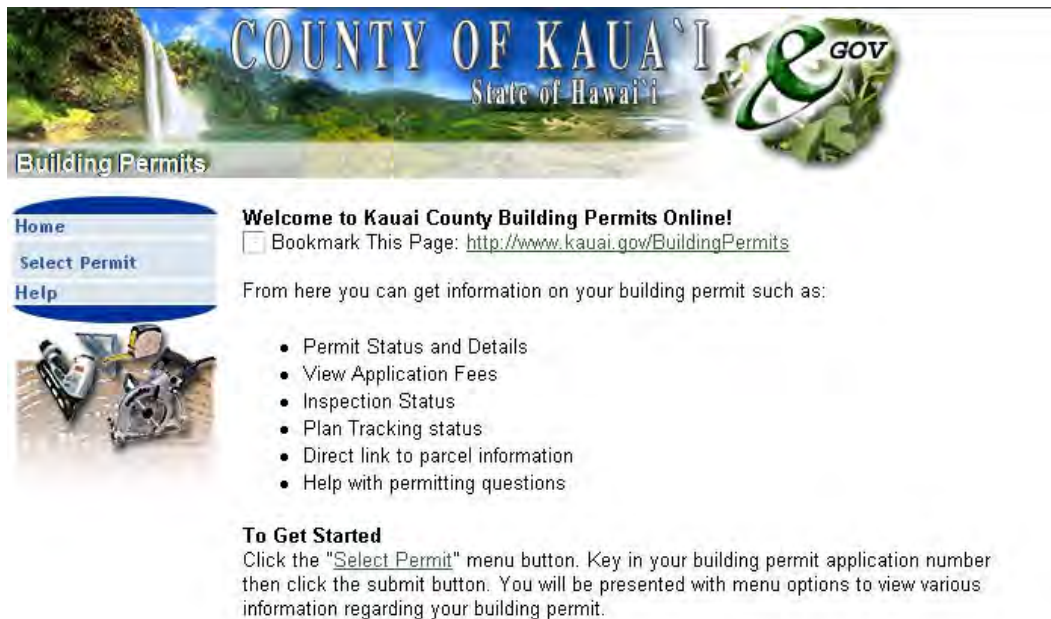 COUNTY OF KAUA`I
State of Hawai`i
e GOV
Building Permits
Home
Select Permit
Help
Welcome to Kauai County Building Permits Online!
Bookmark This Page: http://www.kauai.gov/BuildingPermits
From here you can get information on your building permit such as:
• Permit Status and Details
• View Application Fees
• Inspection Status
• Plan Tracking status
• Direct link to parcel information
• Help with permitting questions
To Get Started
Click the "Select Permit" menu button. Key in your building permit application number
then click the submit button. You will be presented with menu options to view various
information regarding your building permit.